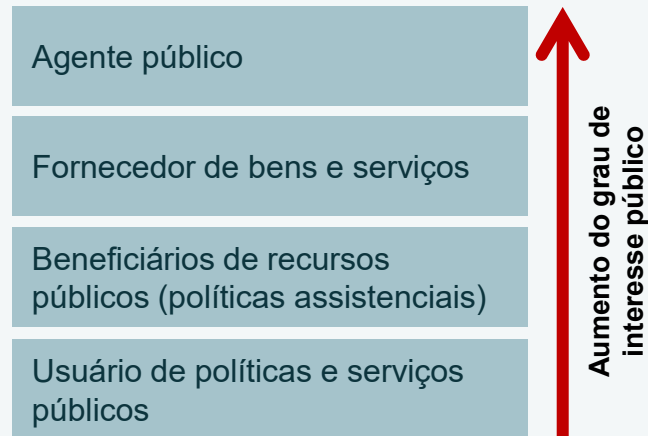 Agente público
Fornecedor de bens e serviços
Beneficiários de recursos
públicos (políticas assistenciais)
Usuário de políticas e serviços
públicos
Aumento do grau de
interesse público